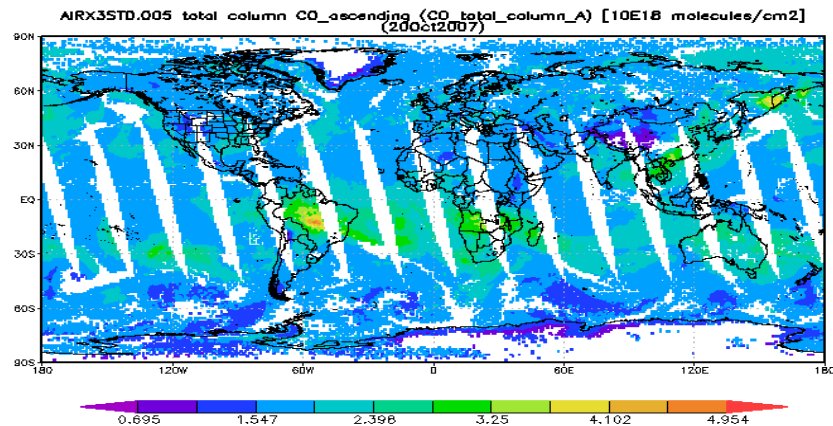 AIRX3STD.005 total column CO_ascending (CO_total_column_A) [10E18 molecules/cm2]
(20Oct2007)
90N
60N
30N
EQ
30S
60S
90S
180 120W 60W 0 60E 120E 180
0.695 1.547 2.398 3.25 4.102 4.954